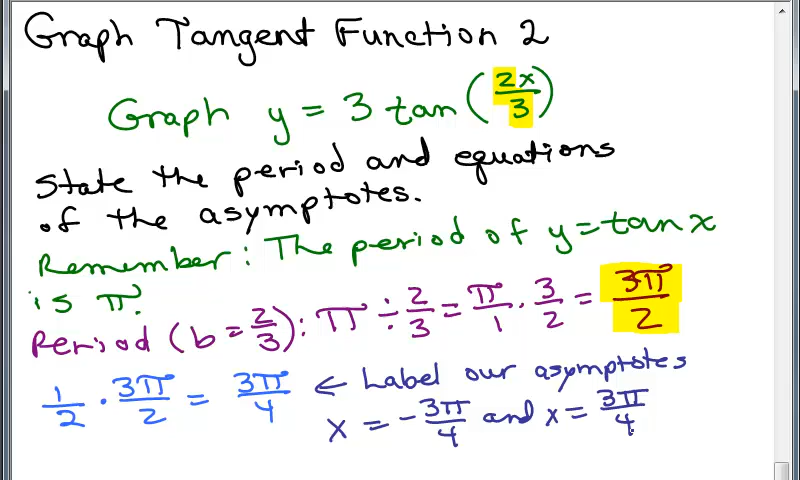 Graph Tangent Function 2
Graph y = 3 tan (2x/3)
State the period and equations
of the asymptotes.
Remember: The period of y = tan x
is π.
Period (b = 2/3): π ÷ 2/3 = π/1 · 3/2 = 3π/2
1/2 · 3π/2 = 3π/4 ← Label our asymptotes
x = -3π/4 and x = 3π/4